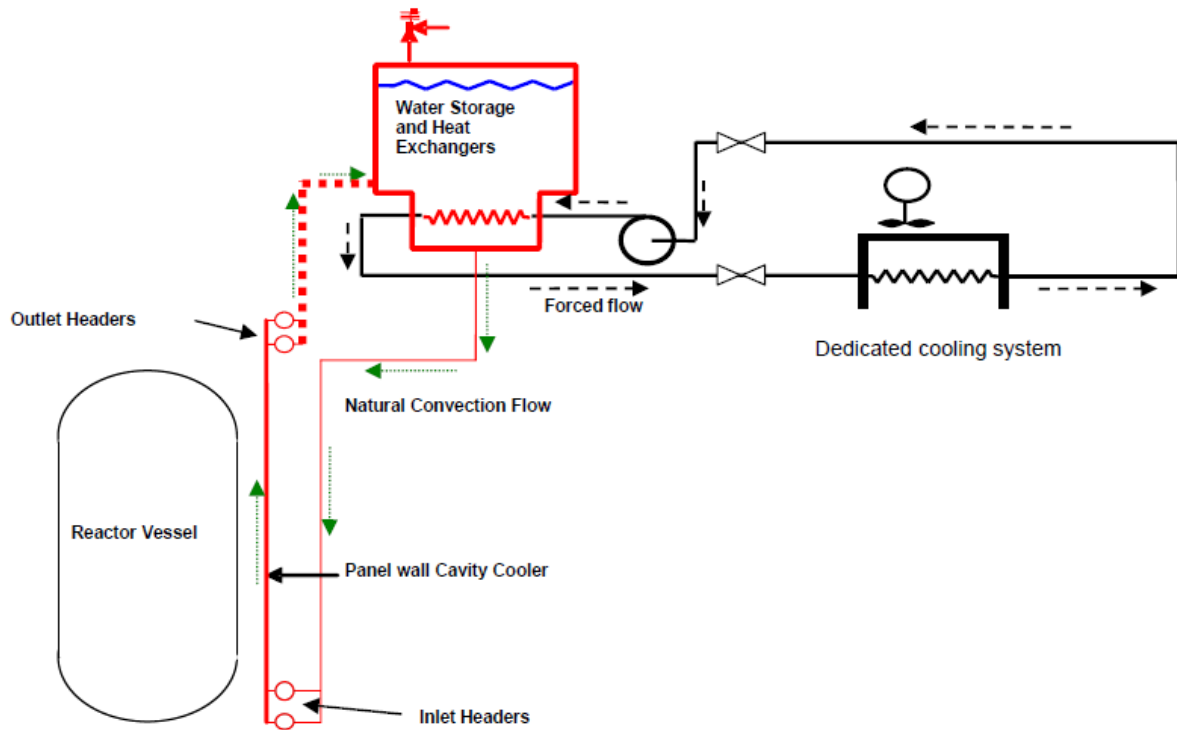 Water Storage
and Heat
Exchangers
Forced flow
Outlet Headers
Dedicated cooling system
Natural Convection Flow
Reactor Vessel
Panel wall Cavity Cooler
Inlet Headers